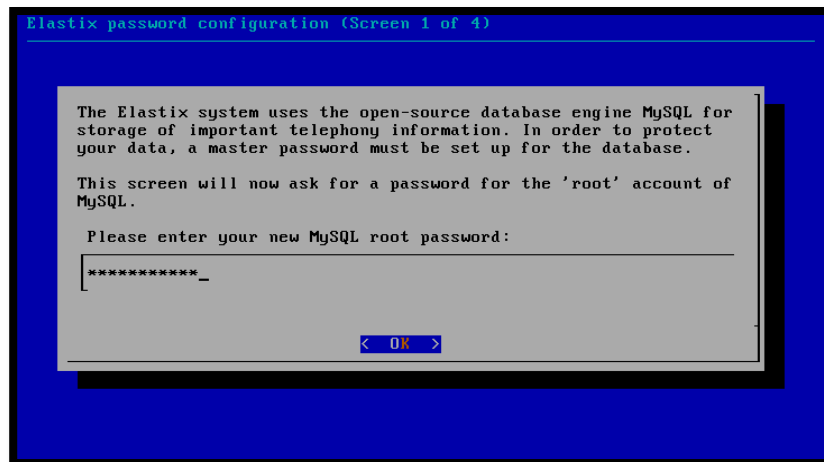 Elastix password configuration (Screen 1 of 4)
The Elastix system uses the open-source database engine MySQL for
storage of important telephony information. In order to protect
your data, a master password must be set up for the database.
This screen will now ask for a password for the 'root' account of
MySQL.
Please enter your new MySQL root password:
***********_
< OK >